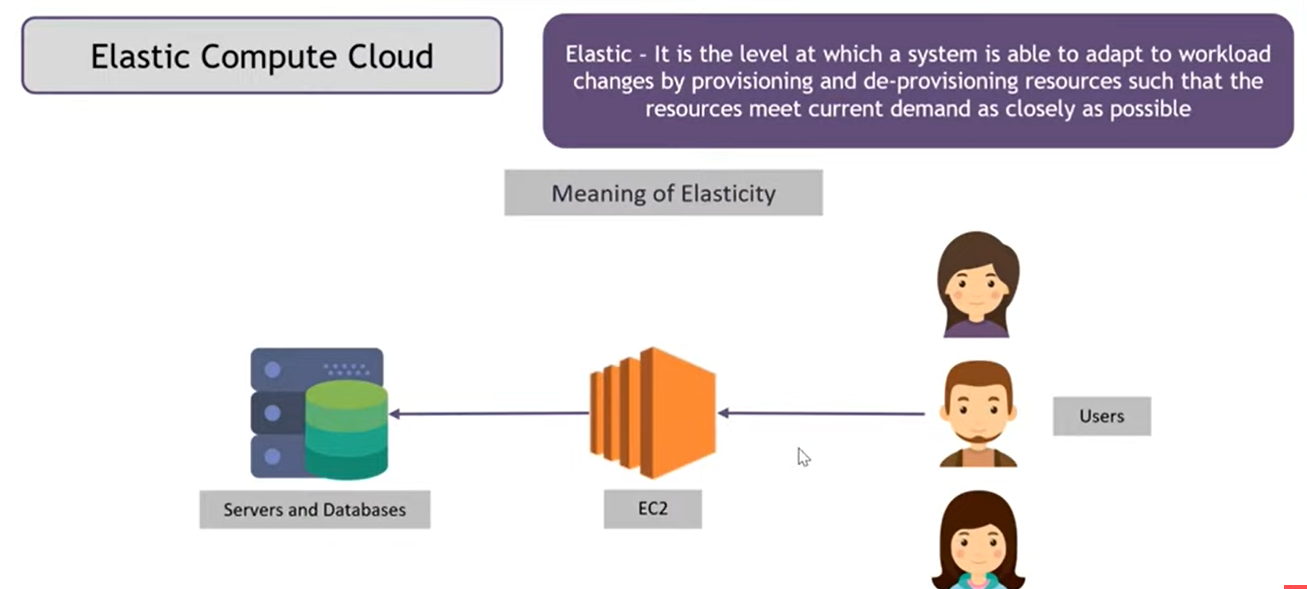 Elastic Compute Cloud
Elastic - It is the level at which a system is able to adapt to workload
changes by provisioning and de-provisioning resources such that the
resources meet current demand as closely as possible
Meaning of Elasticity
Users
Servers and Databases
EC2